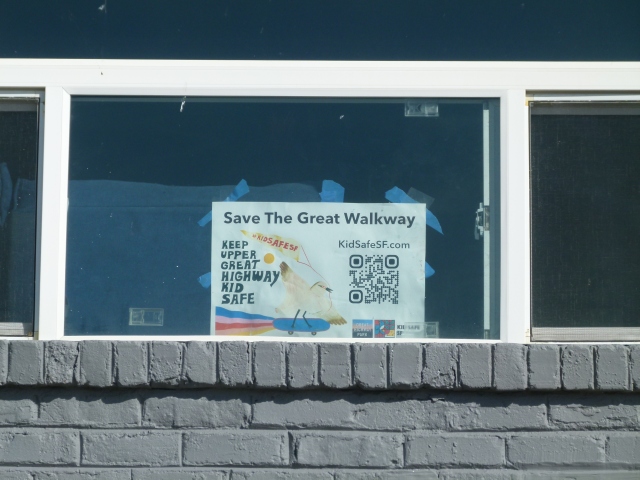 Save The Great Walkway
#KIDSAFESF
KidSafeSF.com
KEEP
UPPER
GREAT
HIGHWAY
KID
SAFE